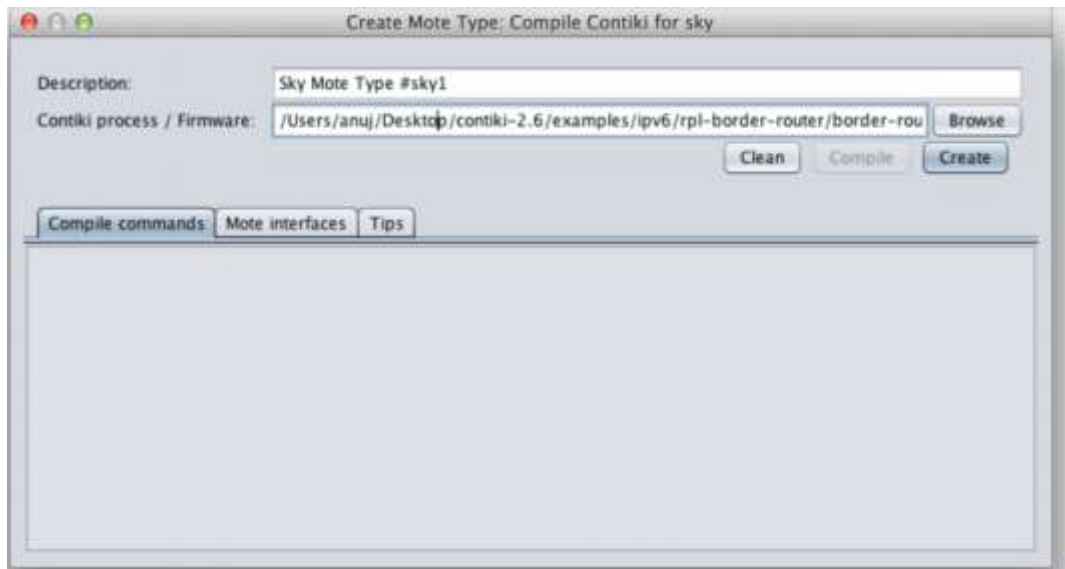 Create Mote Type: Compile Contiki for sky
Description: Sky Mote Type #sky1
Contiki process / Firmware: /Users/anuj/Desktop/contiki-2.6/examples/ipv6/rpl-border-router/border-rou Browse
Clean Compile Create
Compile commands Mote interfaces Tips